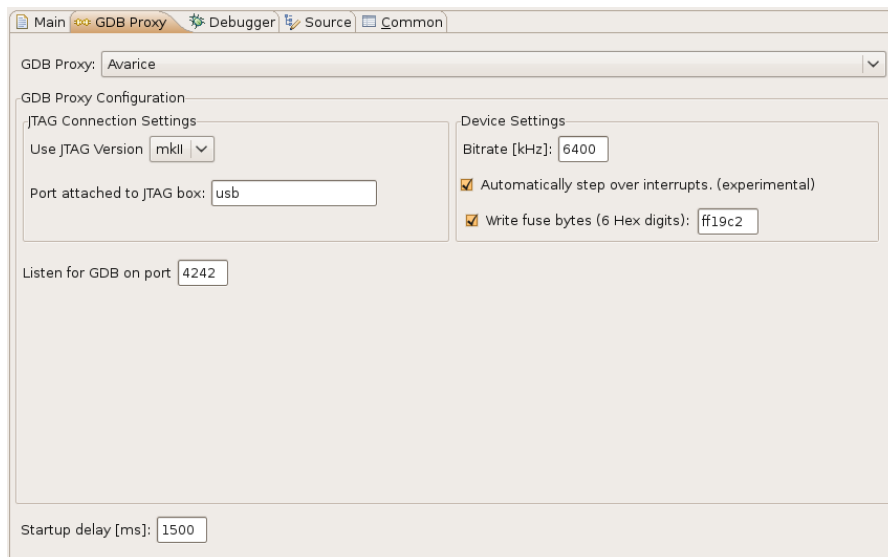 Main GDB Proxy Debugger Source Common
GDB Proxy: Avarice
GDB Proxy Configuration
JTAG Connection Settings
Use JTAG Version mkII
Port attached to JTAG box: usb
Device Settings
Bitrate [kHz]: 6400
Automatically step over interrupts. (experimental)
Write fuse bytes (6 Hex digits): ff19c2
Listen for GDB on port 4242
Startup delay [ms]: 1500